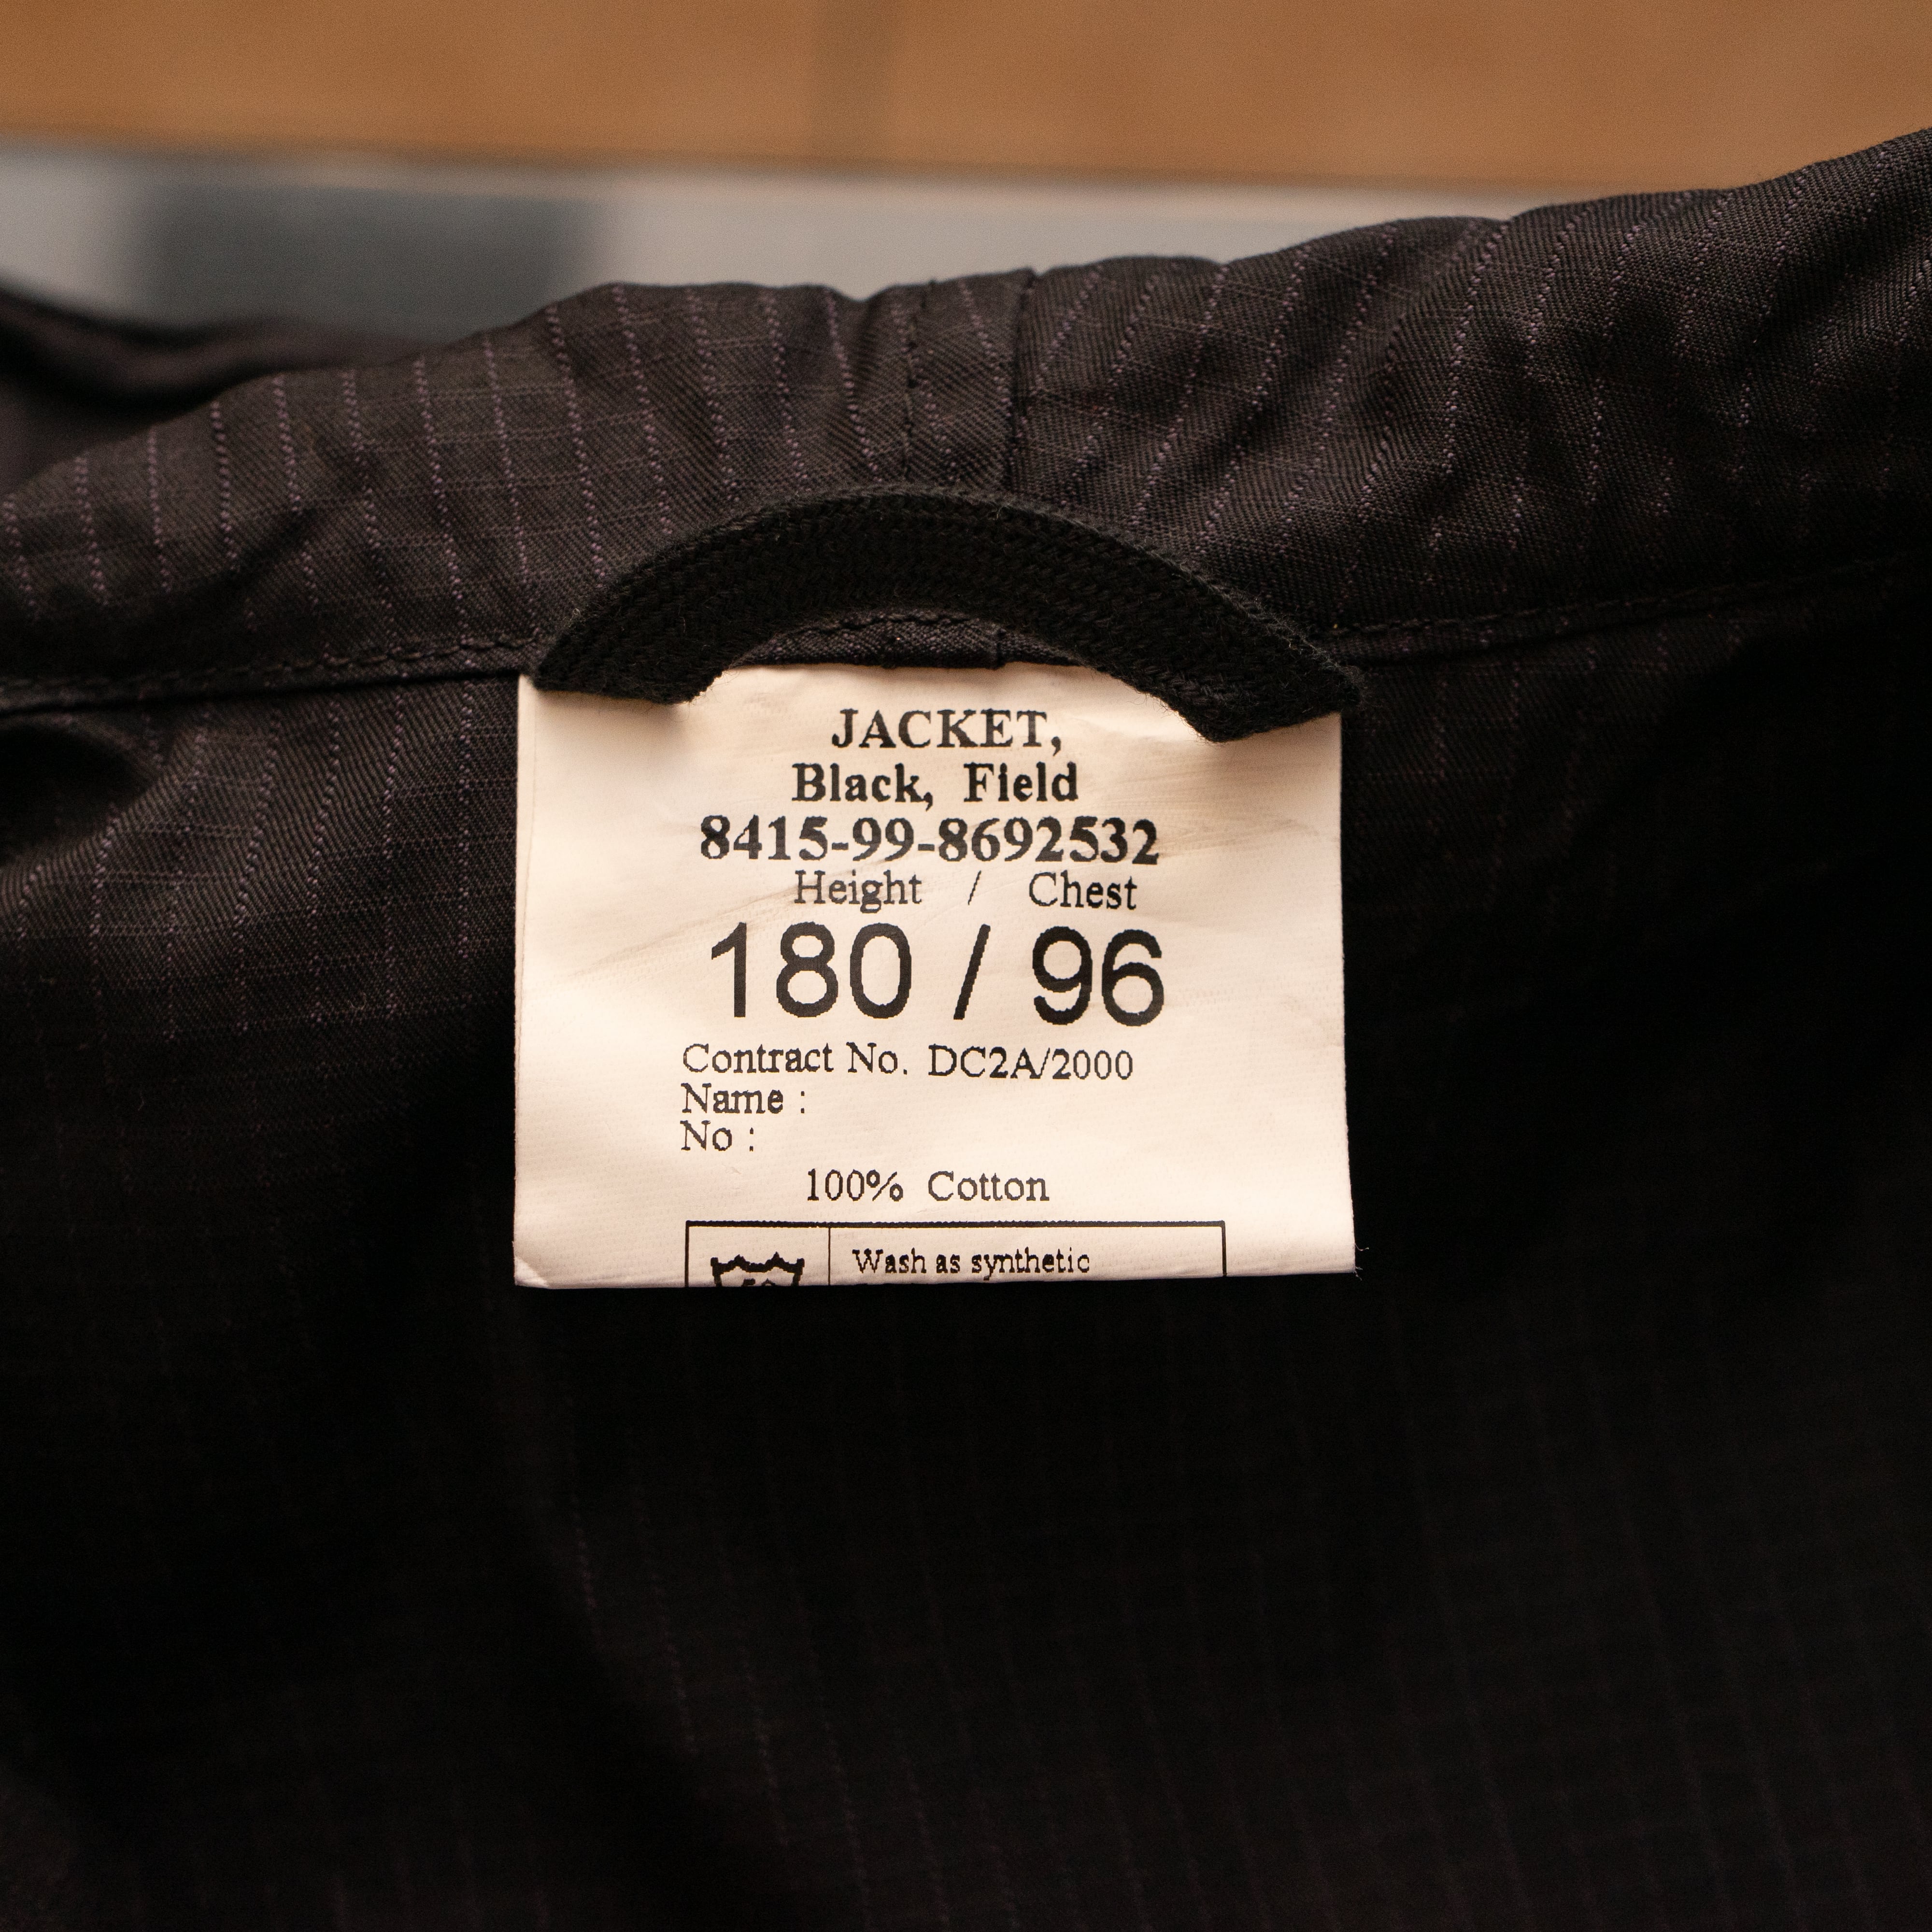 JACKET,
Black, Field
8415-99-8692532
Height / Chest
180 / 96
Contract No. DC2A/2000
Name :
No :
100% Cotton
Wash as synthetic